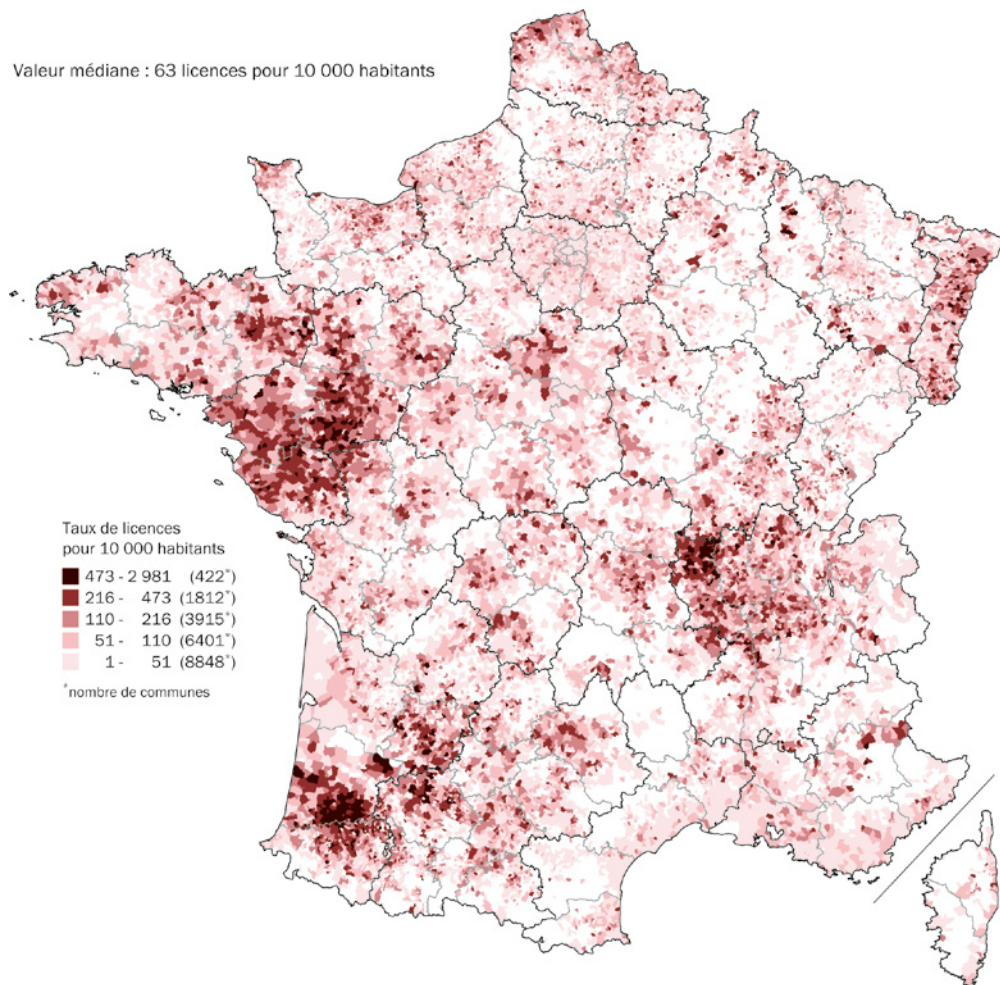 Valeur médiane : 63 licences pour 10 000 habitants
Taux de licences
pour 10 000 habitants
473 - 2 981 (422*)
216 - 473 (1812*)
110 - 216 (3915*)
51 - 110 (6401*)
1 - 51 (8848*)
*nombre de communes